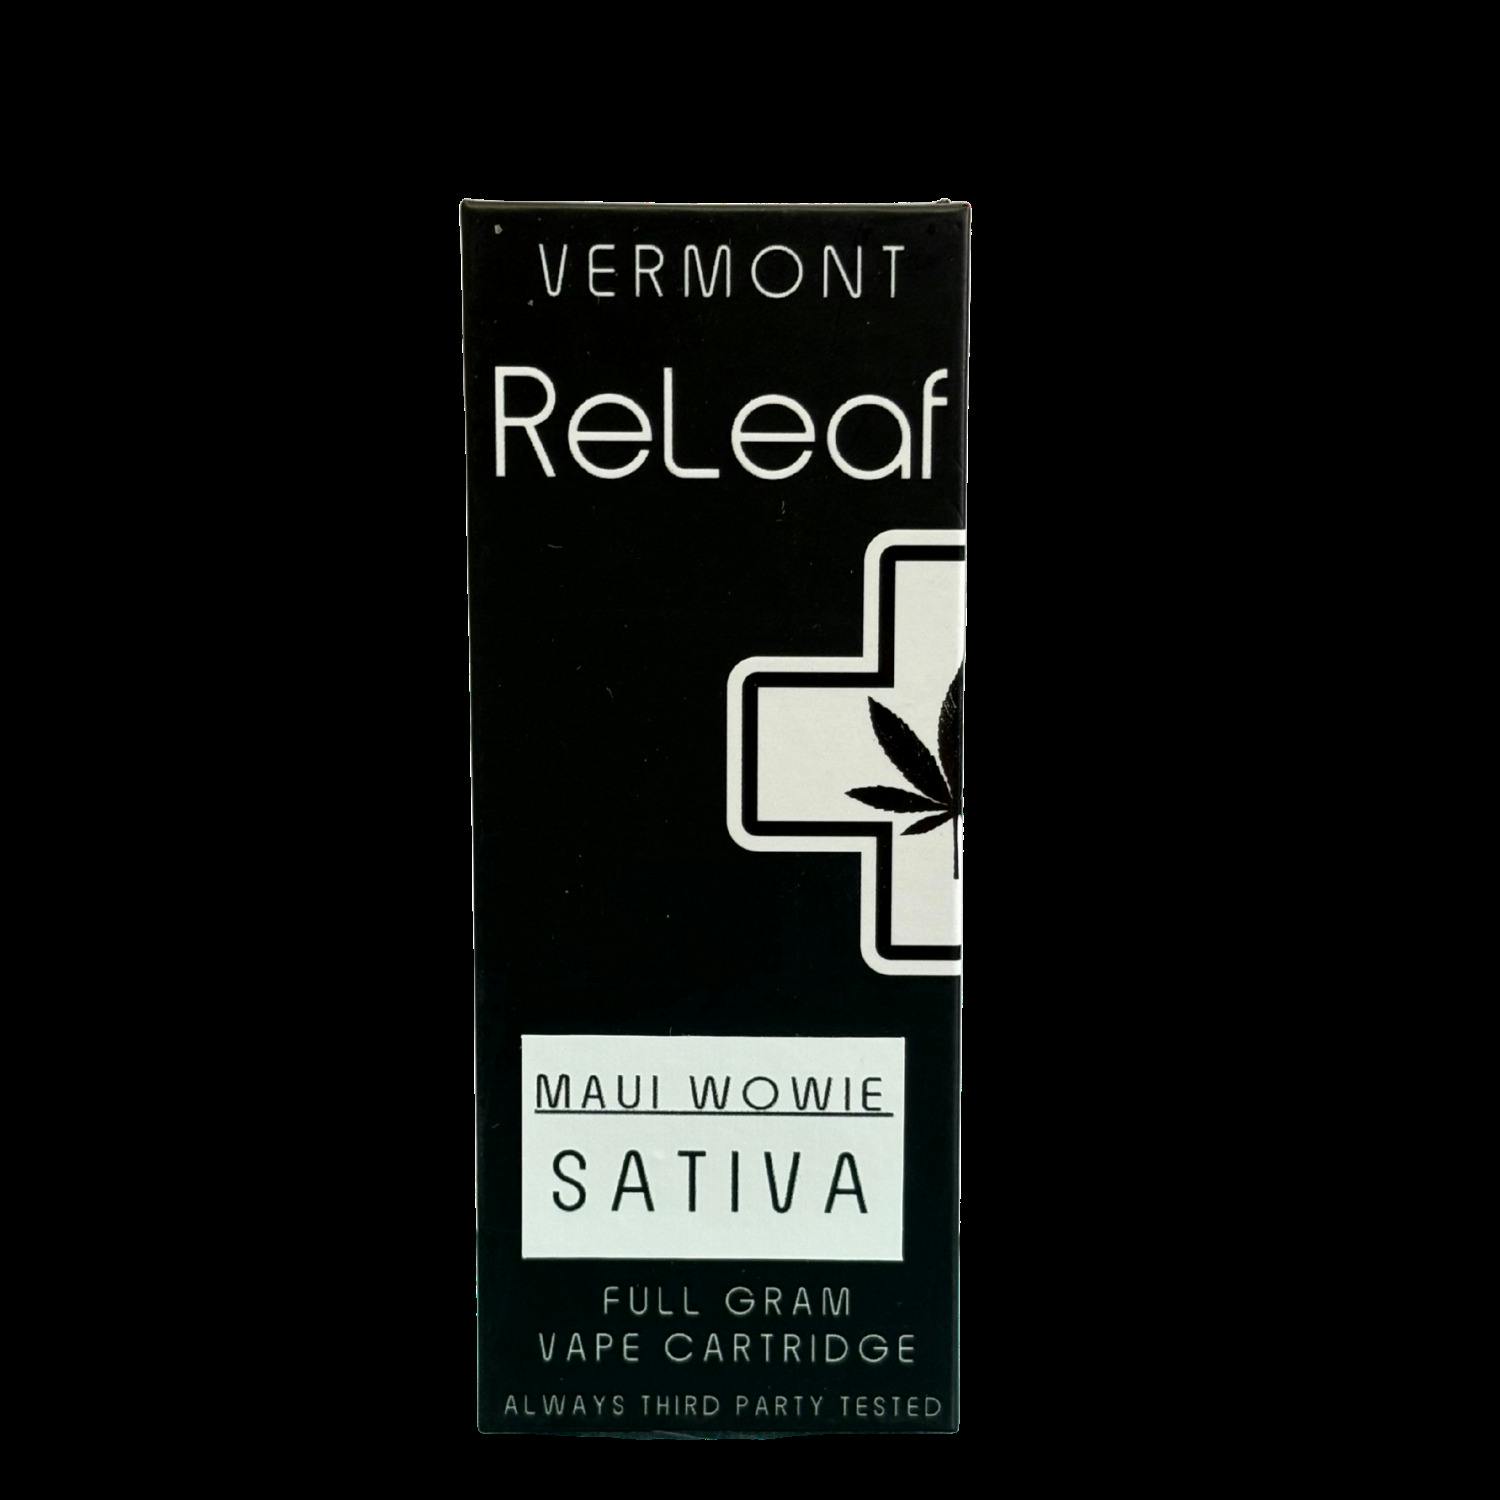 VERMONT
ReLeaf
MAUI WOWIE
SATIVA
FULL GRAM
VAPE CARTRIDGE
ALWAYS THIRD PARTY TESTED